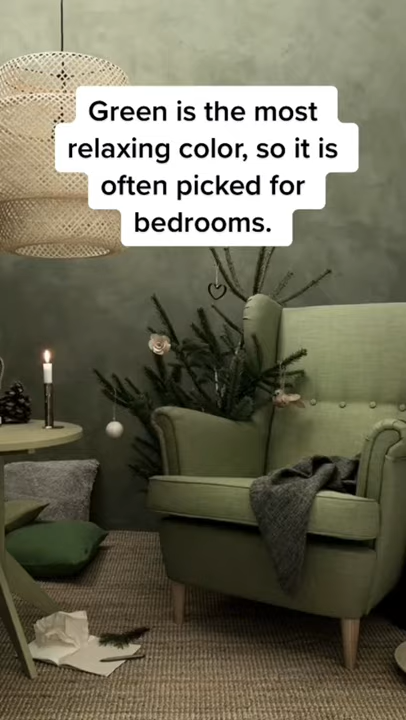 Green is the most
relaxing color, so it is
often picked for
bedrooms.